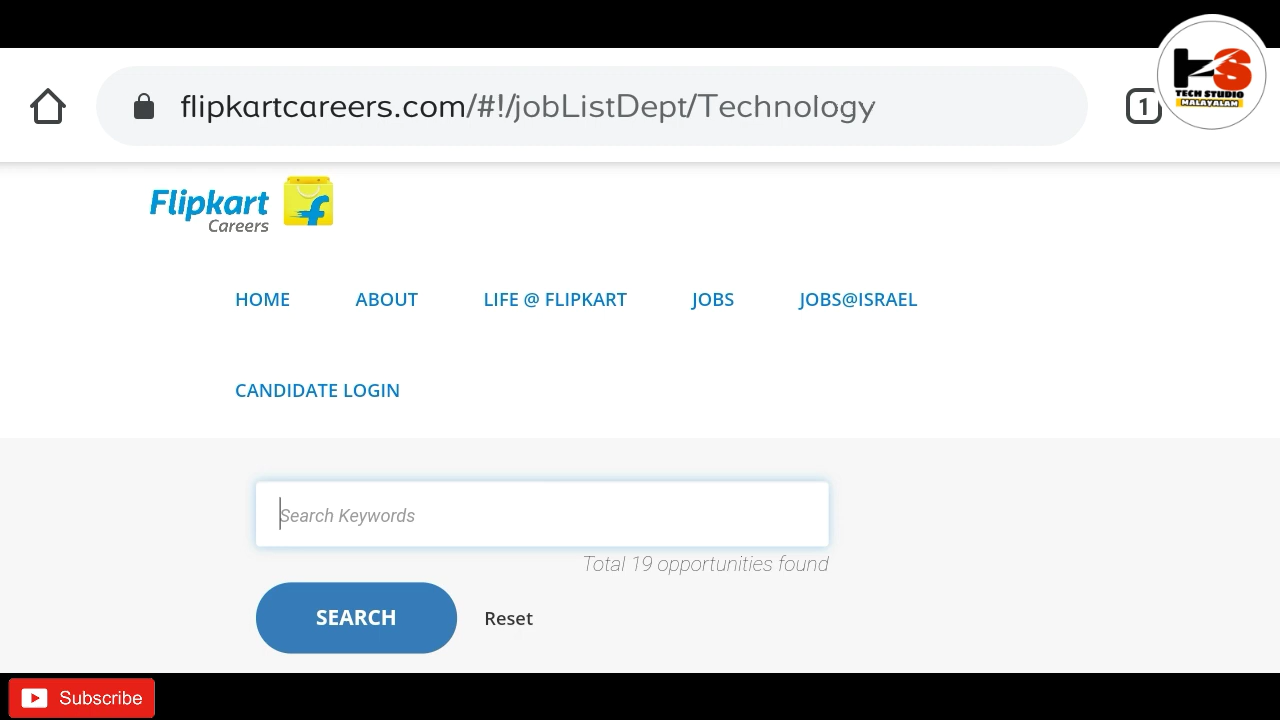 flipkartcareers.com/#!/jobListDept/Technology
1
TECH STUDIO
MALAYALAM
Flipkart
Careers
HOME ABOUT LIFE @ FLIPKART JOBS JOBS@ISRAEL
CANDIDATE LOGIN
Search Keywords
Total 19 opportunities found
SEARCH Reset
Subscribe